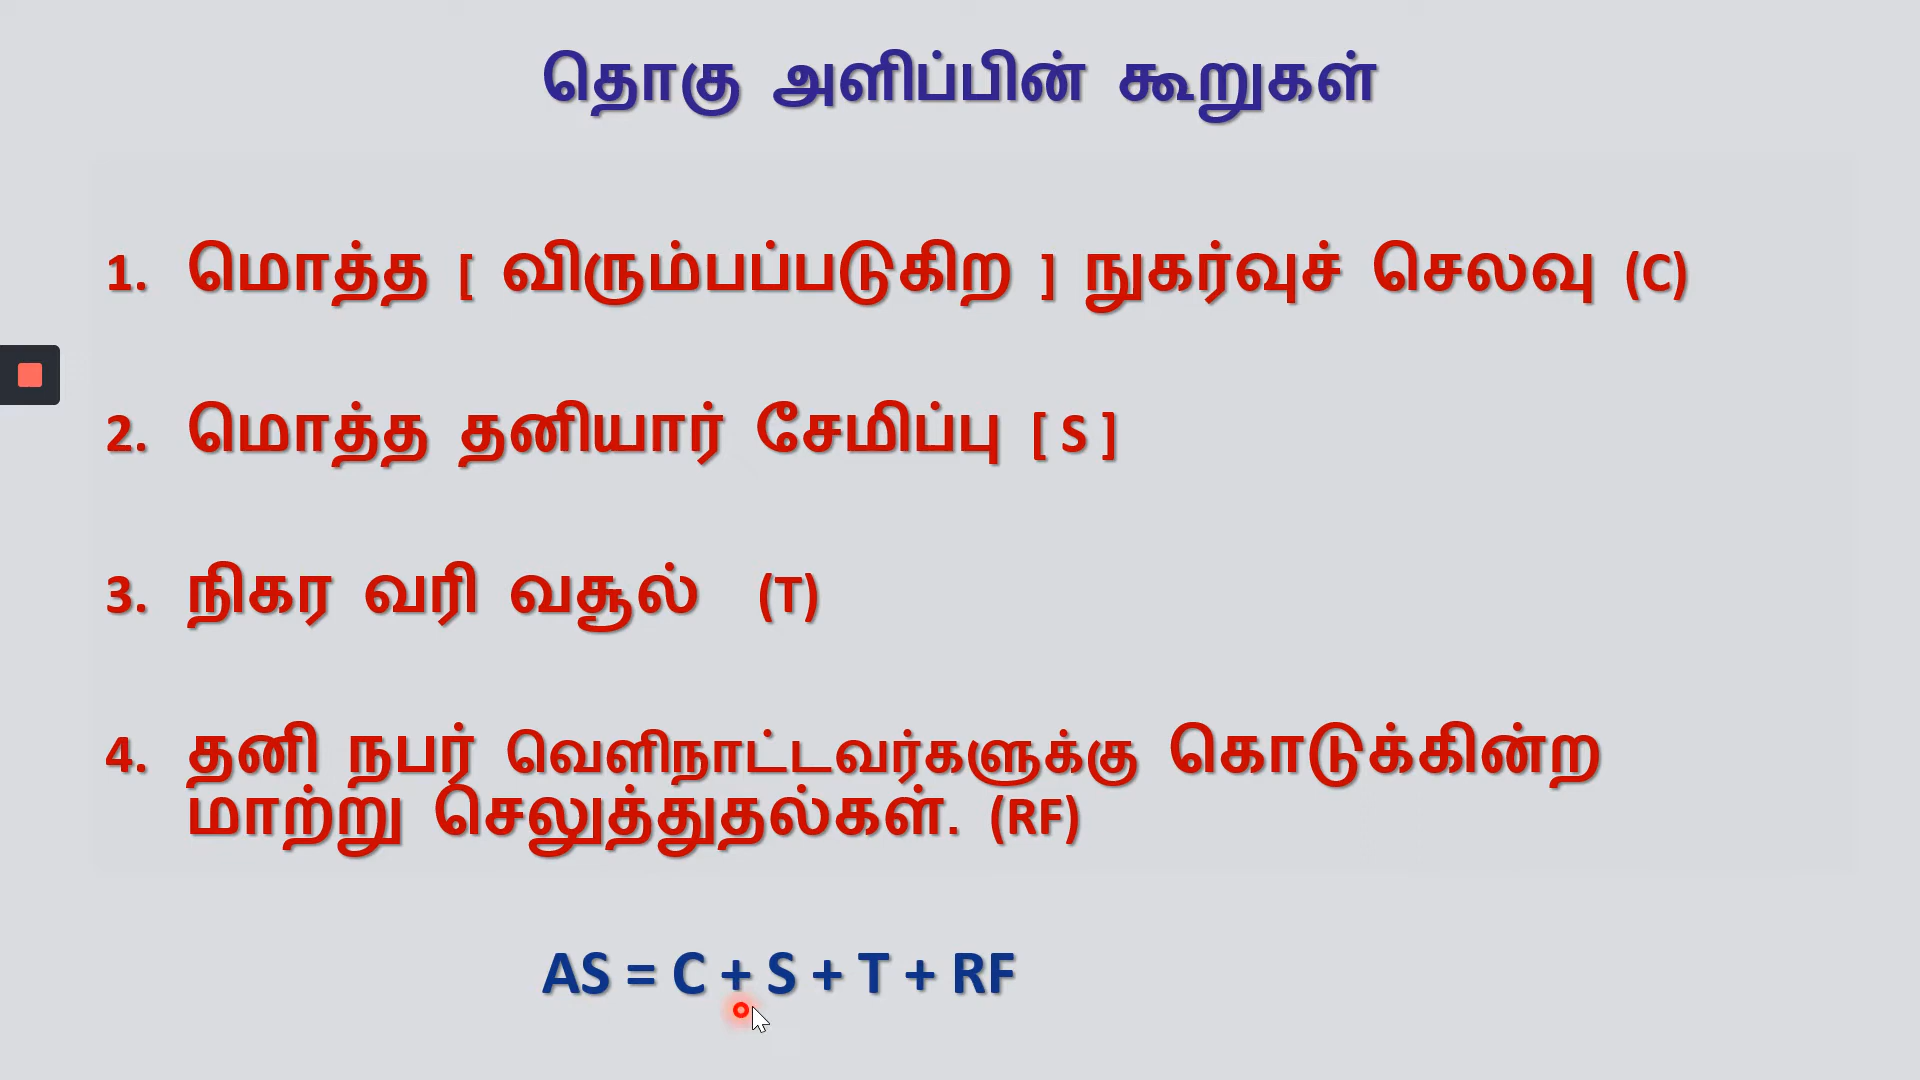 தொகு அளிப்பின் கூறுகள்
1. மொத்த [ விரும்பப்படுகிற ] நுகர்வுச் செலவு (C)
2. மொத்த தனியார் சேமிப்பு [ S ]
3. நிகர வரி வசூல் (T)
4. தனி நபர் வெளிநாட்டவர்களுக்கு கொடுக்கின்ற
மாற்று செலுத்துதல்கள். (RF)
AS = C + S + T + RF